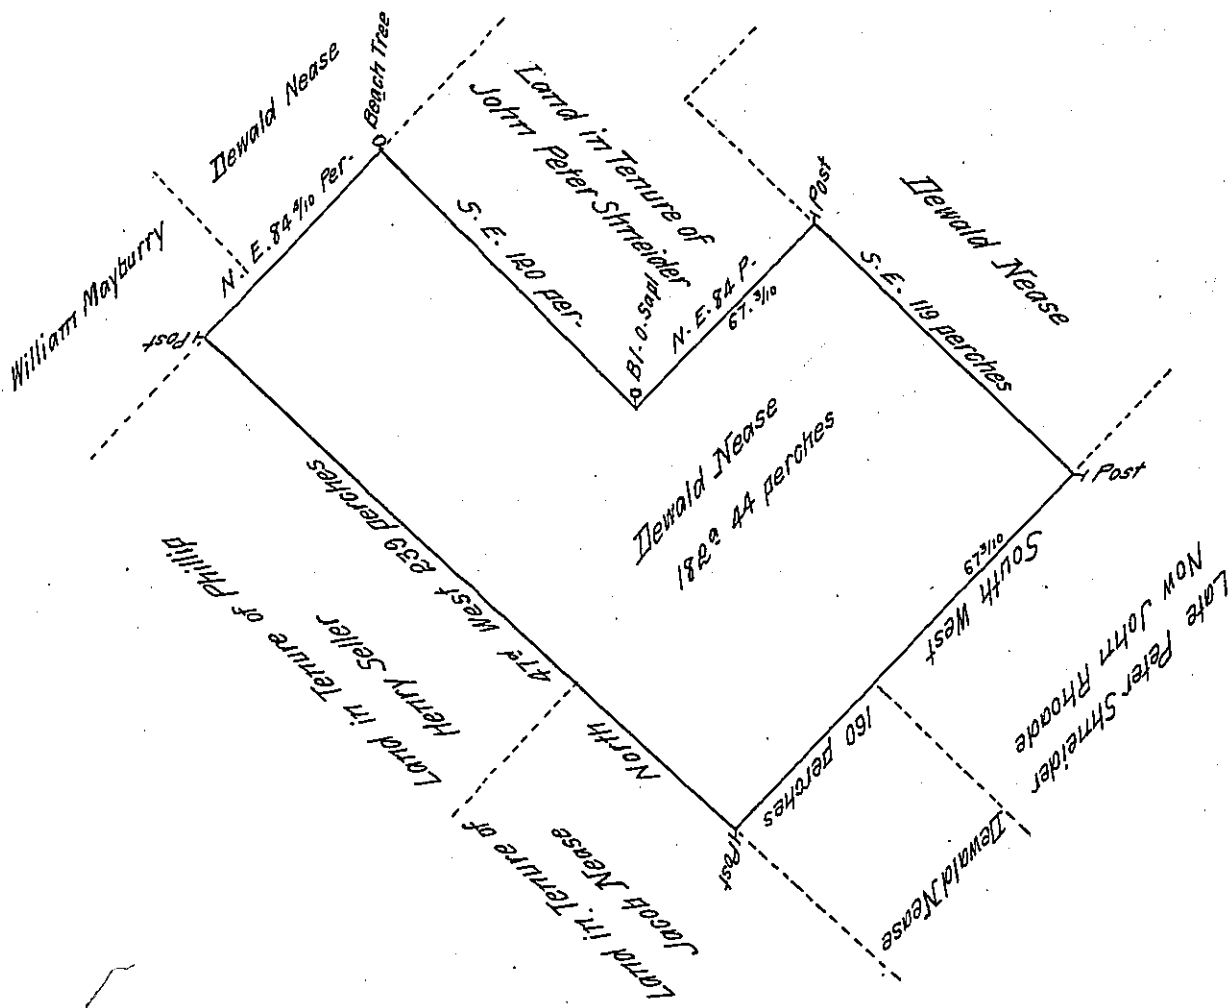 William Mayburry
Dewald Nease
Beach Tree
N. E. 84 8/10 Per.
Post
S. E. 120 per.
Land in Tenure of
John Peter Shneider
Bl. O. Sapl
N. E. 84 P.
67. 3/10
Post
Dewald Nease
S. E. 119 perches
Post
Dewald Nease
182a 44 perches
67 3/10
South West
160 perches
Late Peter Shneider
Now John Rhoade
Dewald Nease
Post
North 47d West 239 perches
Land in Tenure of Phillip
Henry Seller
Land in Tenure of
Jacob Nease